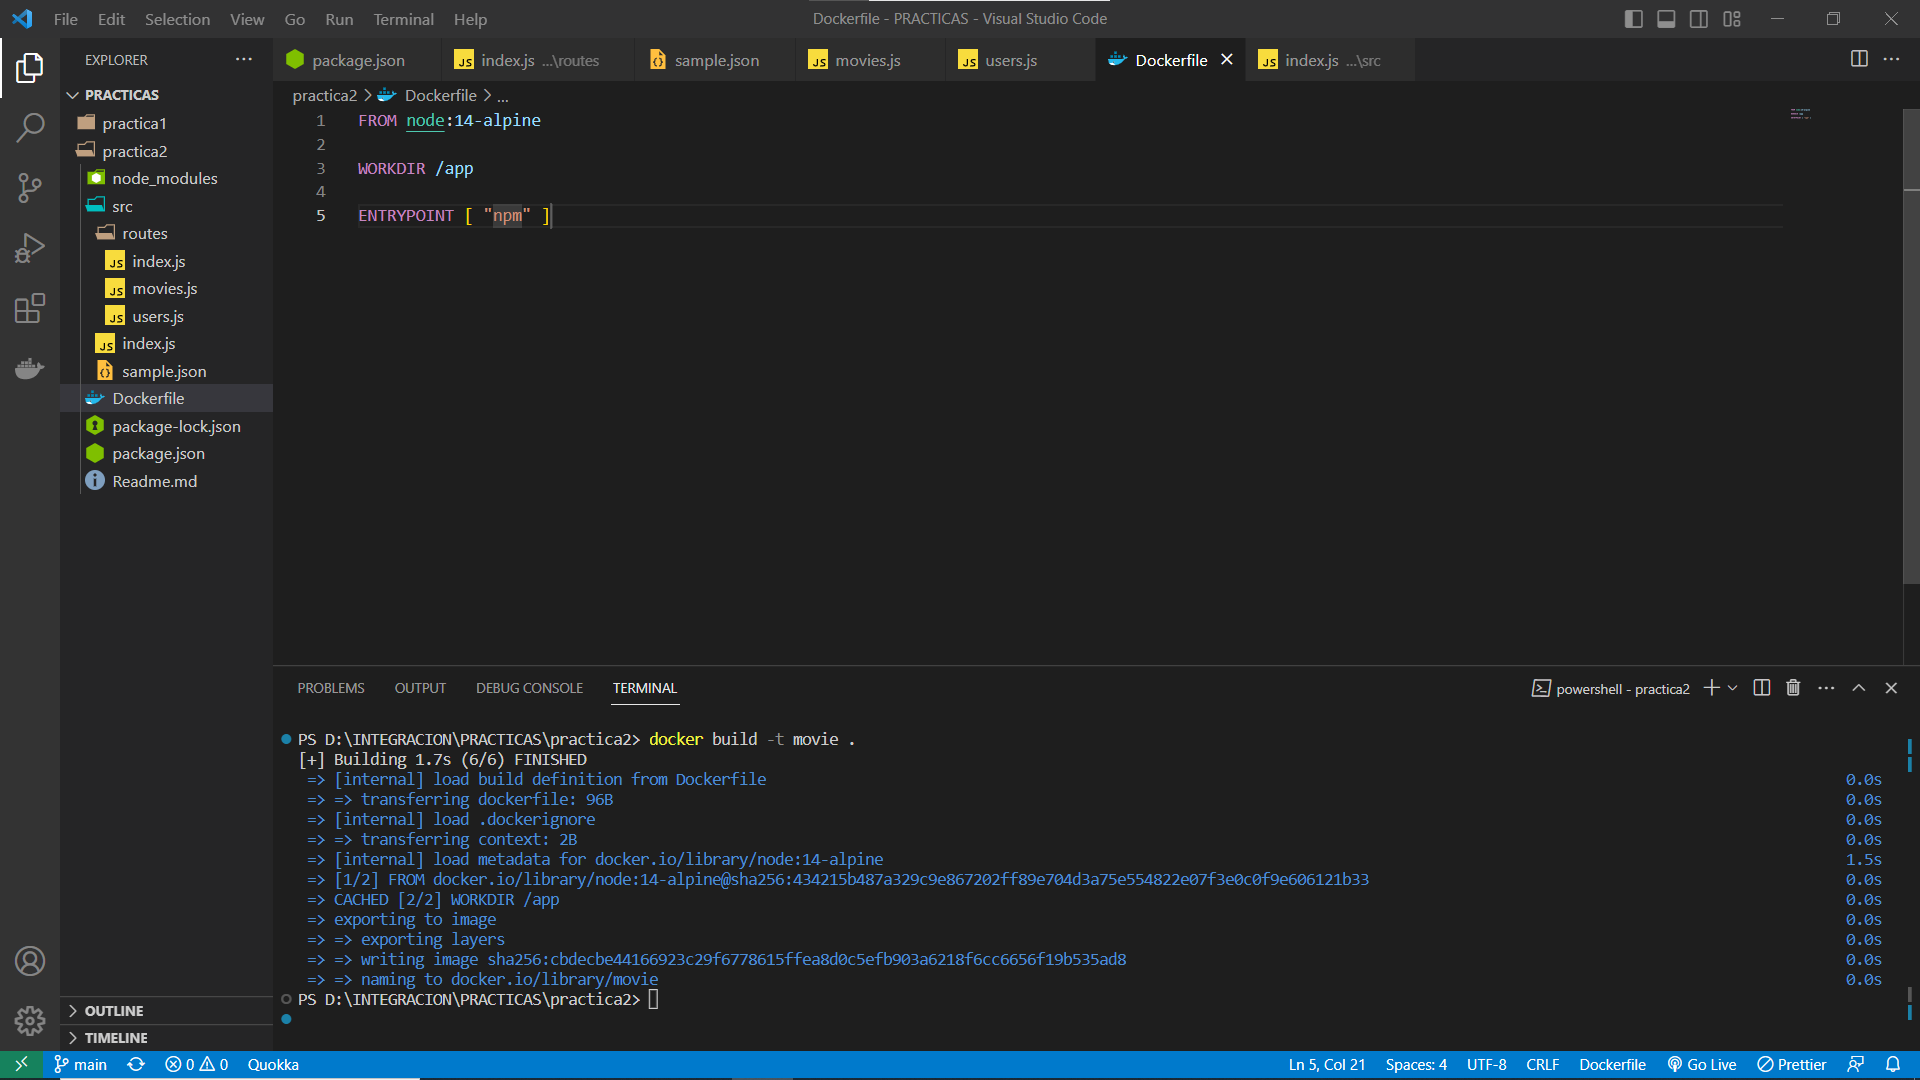 File Edit Selection View Go Run Terminal Help
Dockerfile - PRACTICAS - Visual Studio Code
EXPLORER
PRACTICAS
practica1
practica2
node_modules
src
routes
index.js
movies.js
users.js
index.js
sample.json
Dockerfile
package-lock.json
package.json
Readme.md
OUTLINE
TIMELINE
package.json index.js ...\routes sample.json movies.js users.js Dockerfile index.js ...\src
practica2 > Dockerfile > ...
1 FROM node:14-alpine
2
3 WORKDIR /app
4
5 ENTRYPOINT [ "npm" ]
PROBLEMS OUTPUT DEBUG CONSOLE TERMINAL
powershell - practica2
PS D:\INTEGRACION\PRACTICAS\practica2> docker build -t movie .
[+] Building 1.7s (6/6) FINISHED
=> [internal] load build definition from Dockerfile 0.0s
=> => transferring dockerfile: 96B 0.0s
=> [internal] load .dockerignore 0.0s
=> => transferring context: 2B 0.0s
=> [internal] load metadata for docker.io/library/node:14-alpine 1.5s
=> [1/2] FROM docker.io/library/node:14-alpine@sha256:434215b487a329c9e867202ff89e704d3a75e554822e07f3e0c0f9e606121b33 0.0s
=> CACHED [2/2] WORKDIR /app 0.0s
=> exporting to image 0.0s
=> => exporting layers 0.0s
=> => writing image sha256:cbdecbe44166923c29f6778615ffea8d0c5efb903a6218f6cc6656f19b535ad8 0.0s
=> => naming to docker.io/library/movie 0.0s
PS D:\INTEGRACION\PRACTICAS\practica2>
main 0 0 Quokka Ln 5, Col 21 Spaces: 4 UTF-8 CRLF Dockerfile Go Live Prettier